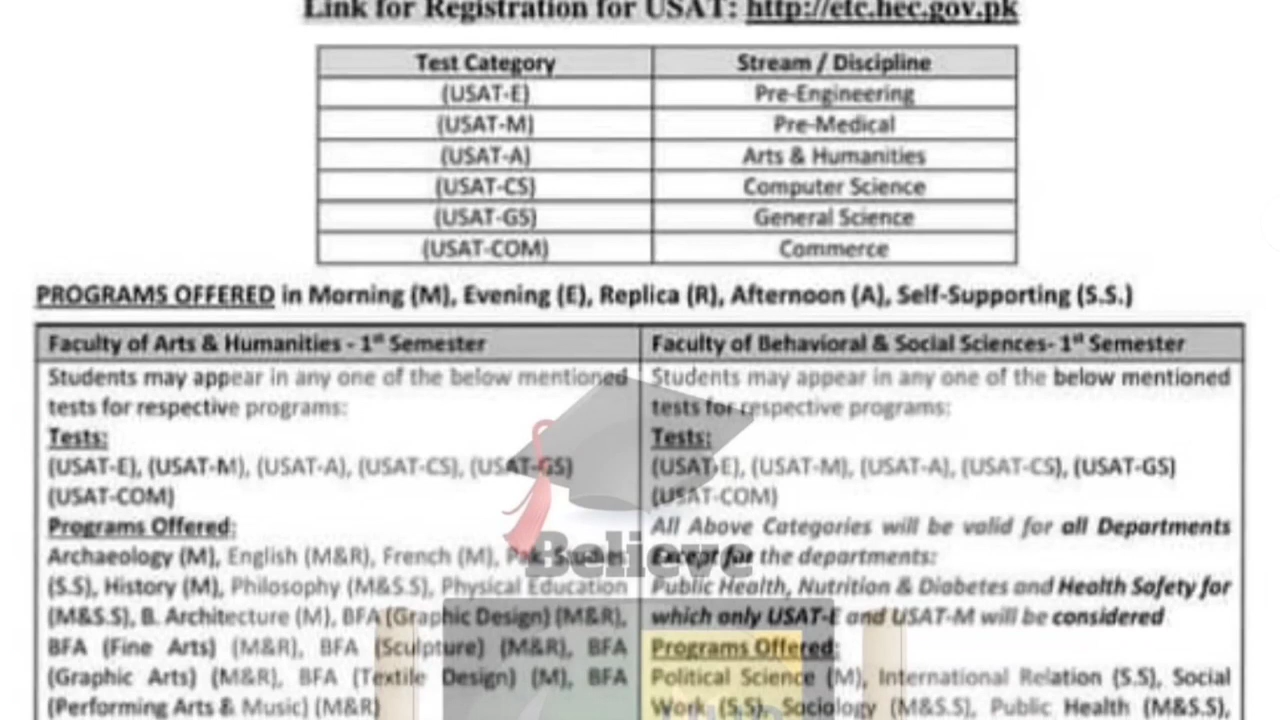 Link for Registration for USAT: http://etc.hec.gov.pk
Test Category Stream / Discipline
(USAT-E) Pre-Engineering
(USAT-M) Pre-Medical
(USAT-A) Arts & Humanities
(USAT-CS) Computer Science
(USAT-GS) General Science
(USAT-COM) Commerce
PROGRAMS OFFERED in Morning (M), Evening (E), Replica (R), Afternoon (A), Self-Supporting (S.S.)
Faculty of Arts & Humanities - 1st Semester
Students may appear in any one of the below mentioned
tests for respective programs:
Tests:
(USAT-E), (USAT-M), (USAT-A), (USAT-CS), (USAT-GS)
(USAT-COM)
Programs Offered:
Archaeology (M), English (M&R), French (M), Pak Studies
(S.S), History (M), Philosophy (M&S.S), Physical Education
(M&S.S), B. Architecture (M), BFA (Graphic Design) (M&R),
BFA (Fine Arts) (M&R), BFA (Sculpture) (M&R), BFA
(Graphic Arts) (M&R), BFA (Textile Design) (M), BFA
(Performing Arts & Music) (M&R)
Faculty of Behavioral & Social Sciences- 1st Semester
Students may appear in any one of the below mentioned
tests for respective programs:
Tests:
(USAT-E), (USAT-M), (USAT-A), (USAT-CS), (USAT-GS)
(USAT-COM)
All Above Categories will be valid for all Departments
Except for the departments:
Public Health, Nutrition & Diabetes and Health Safety for
which only USAT-E and USAT-M will be considered
Programs Offered:
Political Science (M), International Relation (S.S), Social
Work (S.S), Sociology (M&S.S), Public Health (M&S.S),
Believe